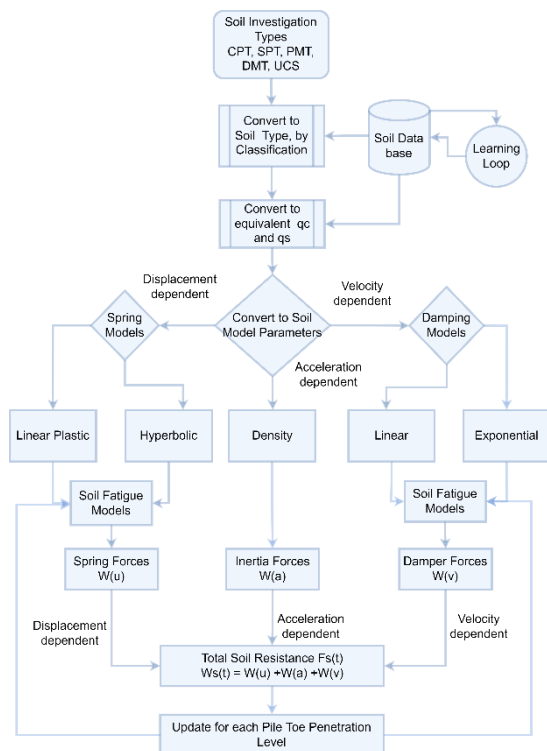 Soil Investigation
Types
CPT, SPT, PMT,
DMT, UCS
Convert to
Soil Type, by
Classification
Soil Data
base
Learning
Loop
Convert to
equivalent qc
and qs
Displacement
dependent
Velocity
dependent
Spring
Models
Convert to Soil
Model Parameters
Damping
Models
Acceleration
dependent
Linear Plastic
Hyperbolic
Density
Linear
Exponential
Soil Fatigue
Models
Soil Fatigue
Models
Spring Forces
W(u)
Inertia Forces
W(a)
Damper Forces
W(v)
Displacement
dependent
Acceleration
dependent
Velocity
dependent
Total Soil Resistance Fs(t)
Ws(t) = W(u) +W(a) +W(v)
Update for each Pile Toe Penetration
Level